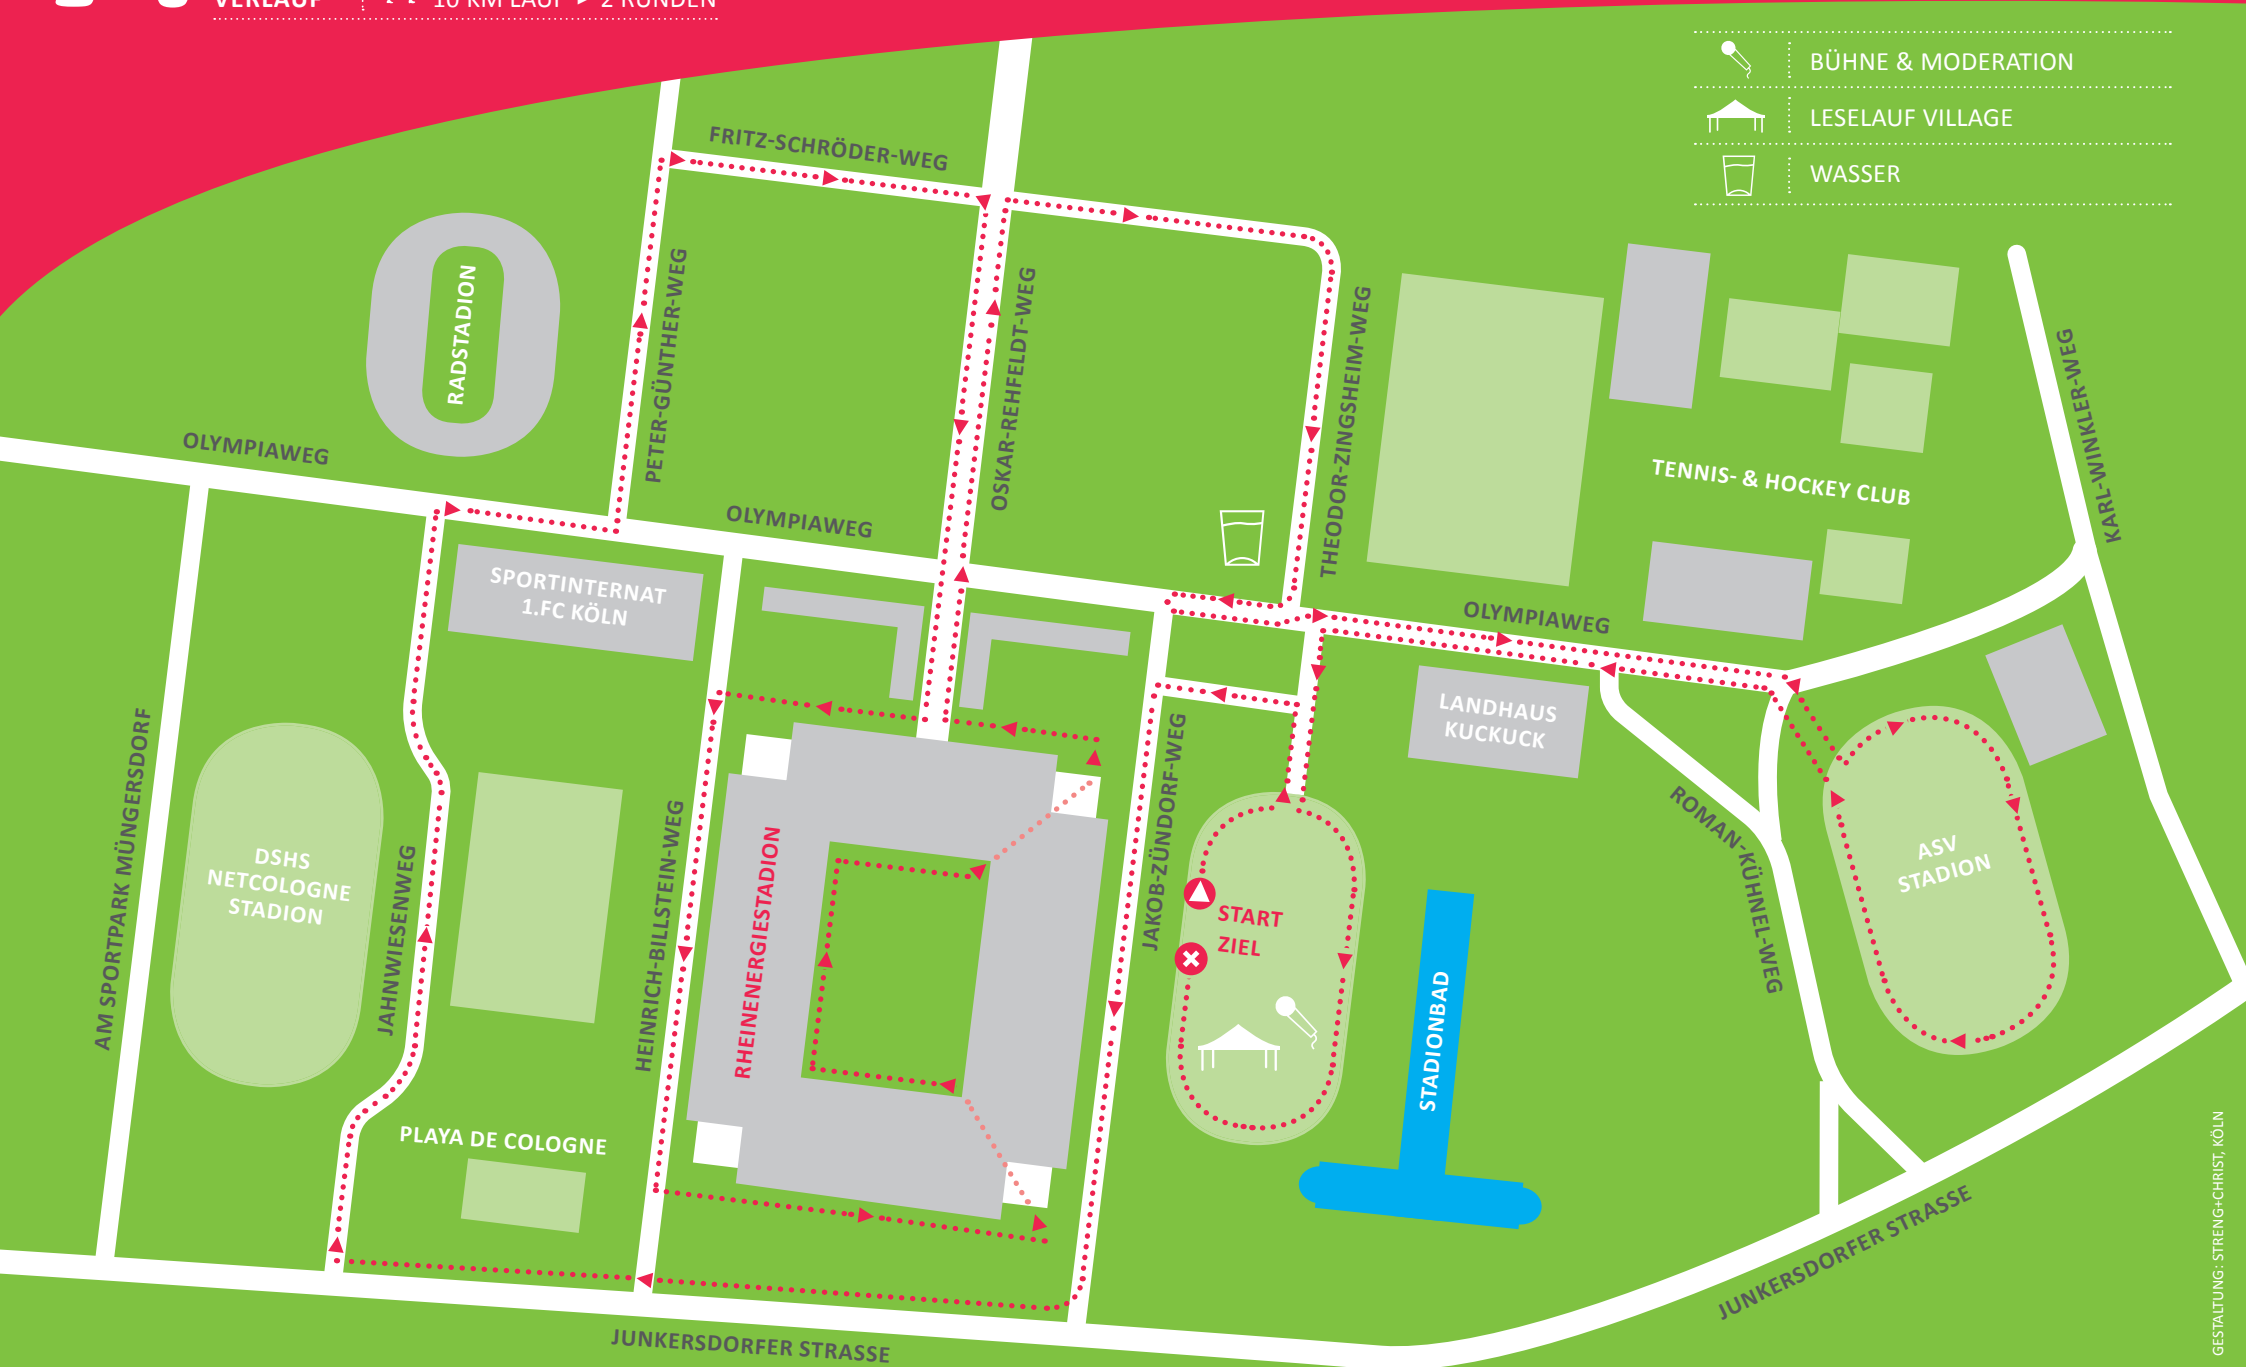 VERLAUF
10 KM LAUF ▸ 2 RUNDEN
BÜHNE & MODERATION
LESELAUF VILLAGE
WASSER
FRITZ-SCHRÖDER-WEG
RADSTADION
PETER-GÜNTHER-WEG
OSKAR-REHFELDT-WEG
THEODOR-ZINGSHEIM-WEG
KARL-WINKLER-WEG
OLYMPIAWEG
OLYMPIAWEG
OLYMPIAWEG
TENNIS- & HOCKEY CLUB
SPORTINTERNAT
1.FC KÖLN
LANDHAUS
KUCKUCK
AM SPORTPARK MÜNGERSDORF
DSHS
NETCOLOGNE
STADION
JAHNWIESENWEG
HEINRICH-BILLSTEIN-WEG
RHEINENERGIESTADION
JAKOB-ZÜNDORF-WEG
START
ZIEL
STADIONBAD
ROMAN-KÜHNEL-WEG
ASV
STADION
PLAYA DE COLOGNE
JUNKERSDORFER STRASSE
JUNKERSDORFER STRASSE
GESTALTUNG: STRENG+CHRIST, KÖLN